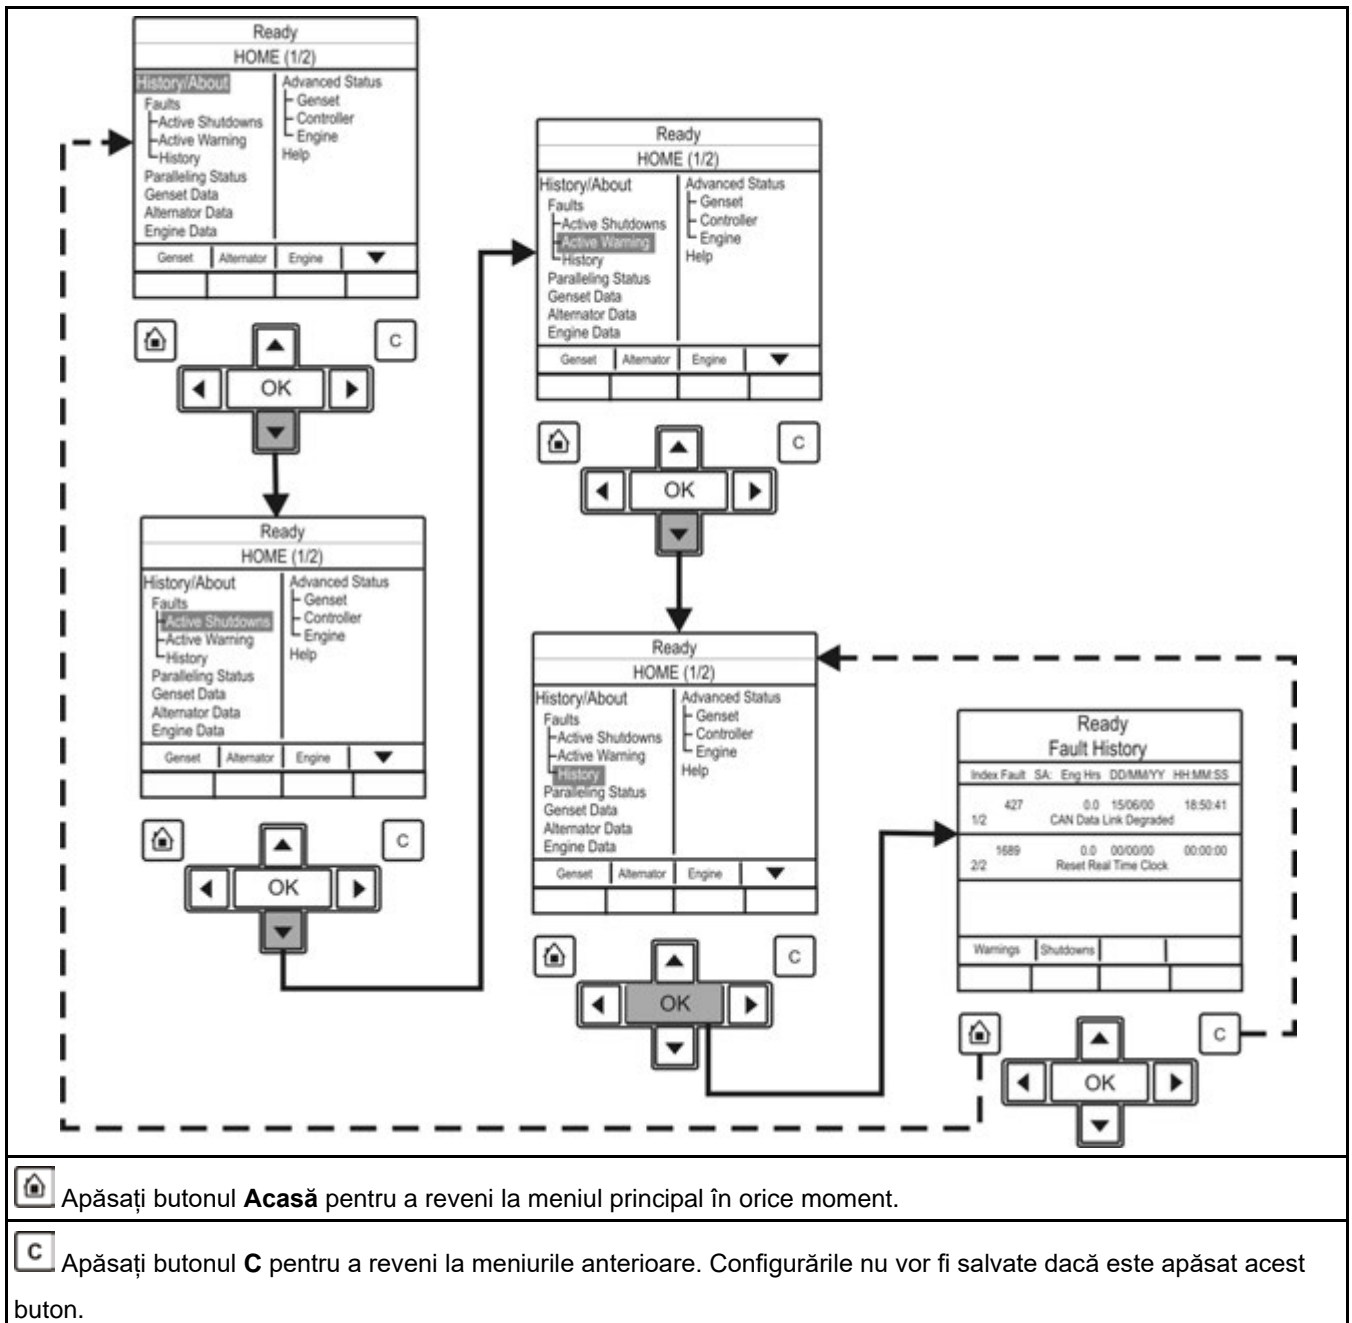 Ready
HOME (1/2)
History/About
Faults
Active Shutdowns
Active Warning
History
Paralleling Status
Genset Data
Alternator Data
Engine Data
Advanced Status
Genset
Controller
Engine
Help
Genset Alternator Engine
OK
C
Ready
HOME (1/2)
History/About
Faults
Active Shutdowns
Active Warning
History
Paralleling Status
Genset Data
Alternator Data
Engine Data
Advanced Status
Genset
Controller
Engine
Help
Genset Alternator Engine
OK
C
Ready
HOME (1/2)
History/About
Faults
Active Shutdowns
Active Warning
History
Paralleling Status
Genset Data
Alternator Data
Engine Data
Advanced Status
Genset
Controller
Engine
Help
Genset Alternator Engine
OK
C
Ready
HOME (1/2)
History/About
Faults
Active Shutdowns
Active Warning
History
Paralleling Status
Genset Data
Alternator Data
Engine Data
Advanced Status
Genset
Controller
Engine
Help
Genset Alternator Engine
OK
C
Ready
Fault History
Index Fault SA: Eng Hrs DD/MM/YY HH:MM:SS
427 0.0 15/06/00 18:50:41
1/2 CAN Data Link Degraded
1689 0.0 00/00/00 00:00:00
2/2 Reset Real Time Clock
Warnings Shutdowns
C
OK
Apăsați butonul Acasă pentru a reveni la meniul principal în orice moment.
C Apăsați butonul C pentru a reveni la meniurile anterioare. Configurările nu vor fi salvate dacă este apăsat acest
buton.